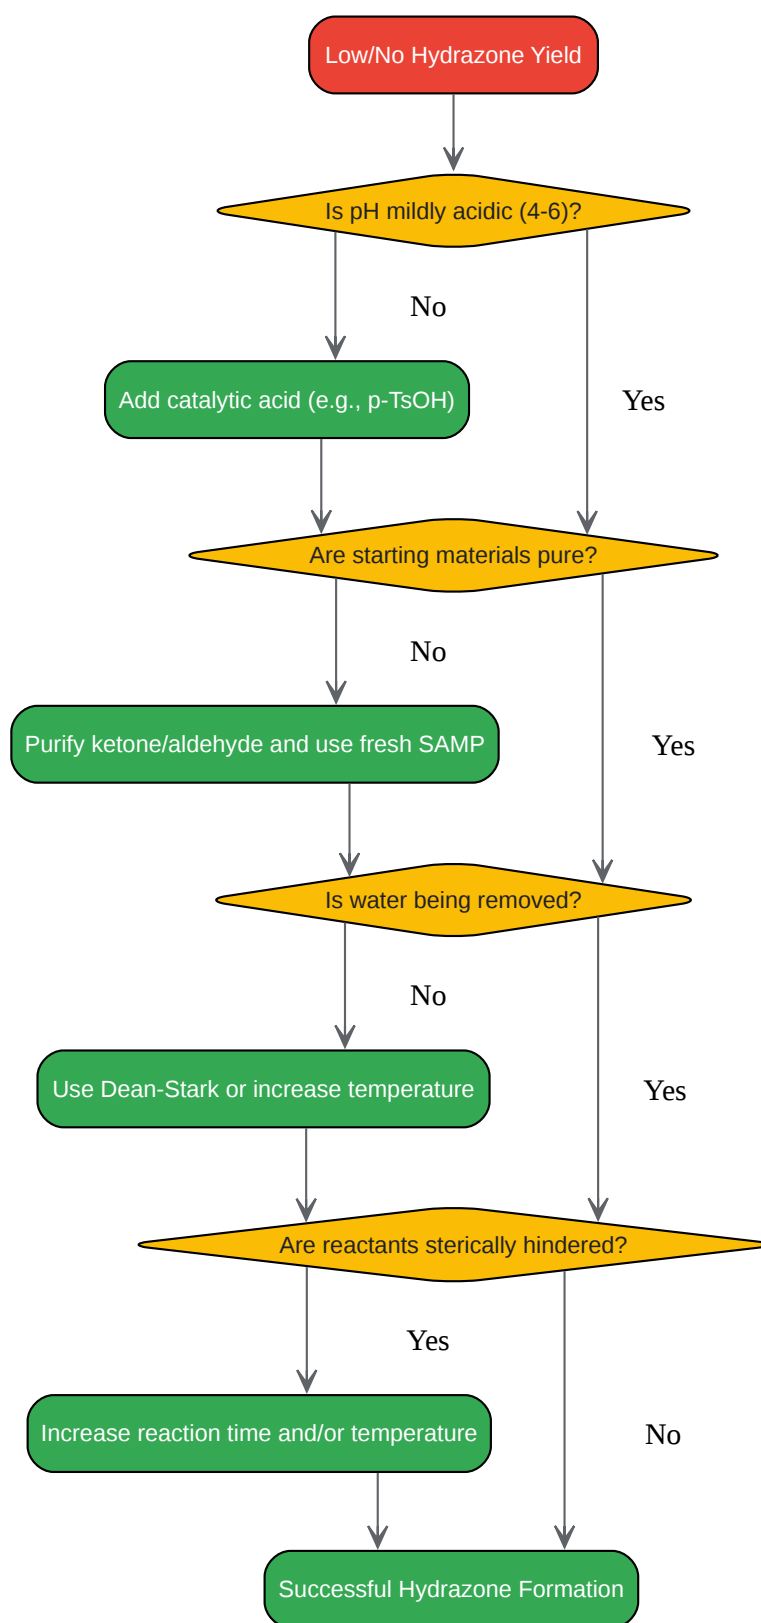 Low/No Hydrazone Yield
Is pH mildly acidic (4-6)?
No
Add catalytic acid (e.g., p-TsOH)
Yes
Are starting materials pure?
No
Purify ketone/aldehyde and use fresh SAMP
Yes
Is water being removed?
No
Use Dean-Stark or increase temperature
Yes
Are reactants sterically hindered?
Yes
Increase reaction time and/or temperature
No
Successful Hydrazone Formation